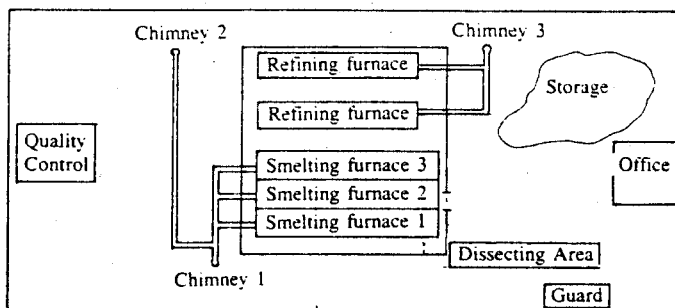 Chimney 2
Chimney 3
Refining furnace
Storage
Refining furnace
Quality
Control
Smelting furnace 3
Office
Smelting furnace 2
Smelting furnace 1
Dissecting Area
Chimney 1
Guard